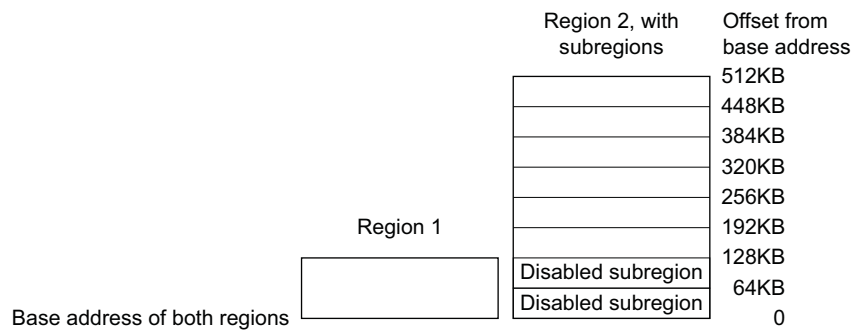 Region 2, with
subregions
Offset from
base address
512KB
448KB
384KB
320KB
256KB
192KB
Region 1
128KB
Disabled subregion
64KB
Disabled subregion
Base address of both regions
0